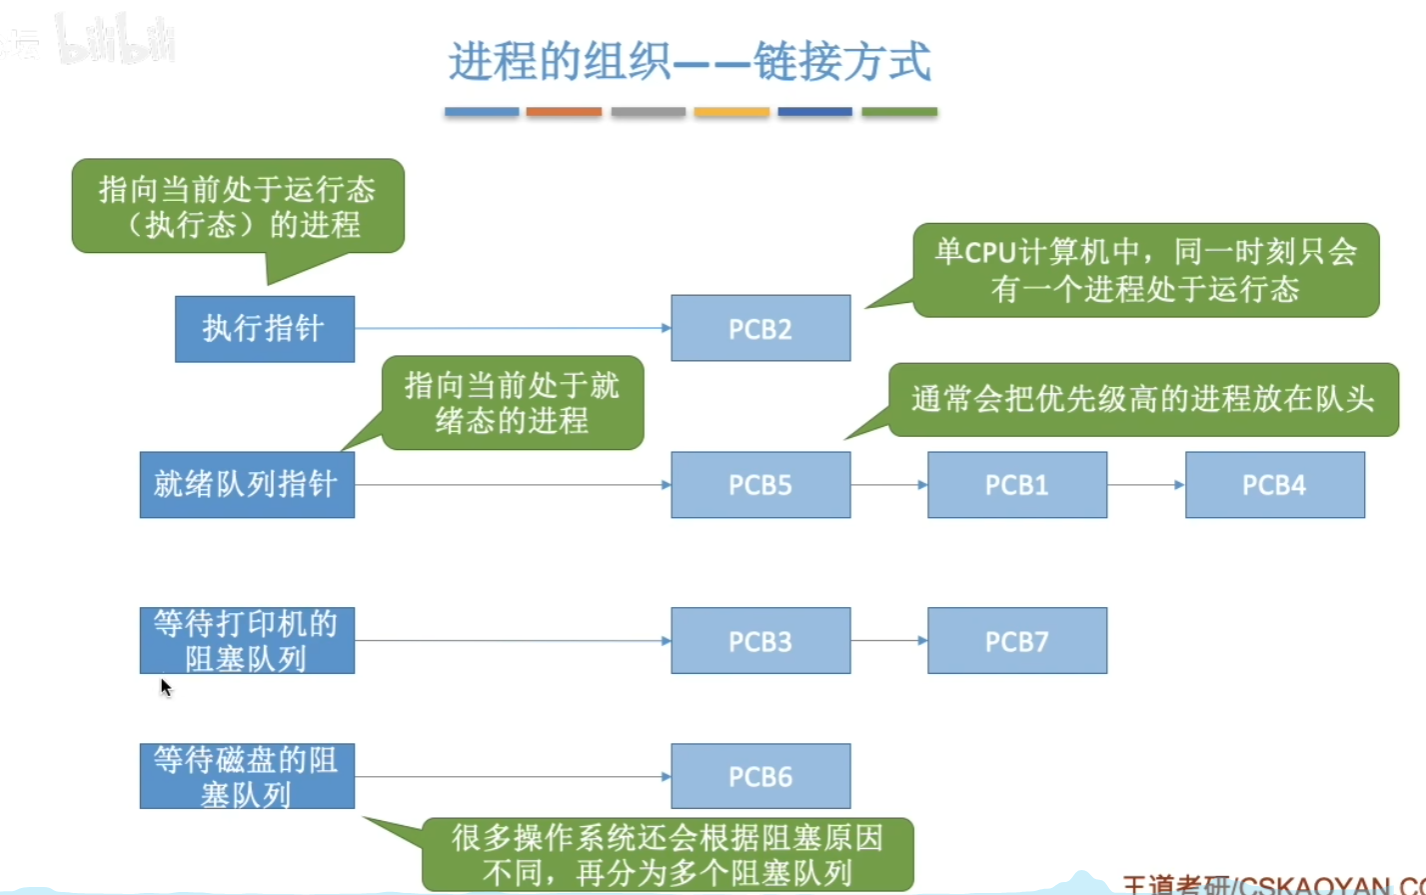 坛 bilibili
进程的组织——链接方式
指向当前处于运行态
（执行态）的进程
单CPU计算机中，同一时刻只会
有一个进程处于运行态
执行指针
PCB2
指向当前处于就
绪态的进程
通常会把优先级高的进程放在队头
就绪队列指针
PCB5
PCB1
PCB4
等待打印机的
阻塞队列
PCB3
PCB7
等待磁盘的阻
塞队列
PCB6
很多操作系统还会根据阻塞原因
不同，再分为多个阻塞队列
王道考研/CSKAOYAN.C